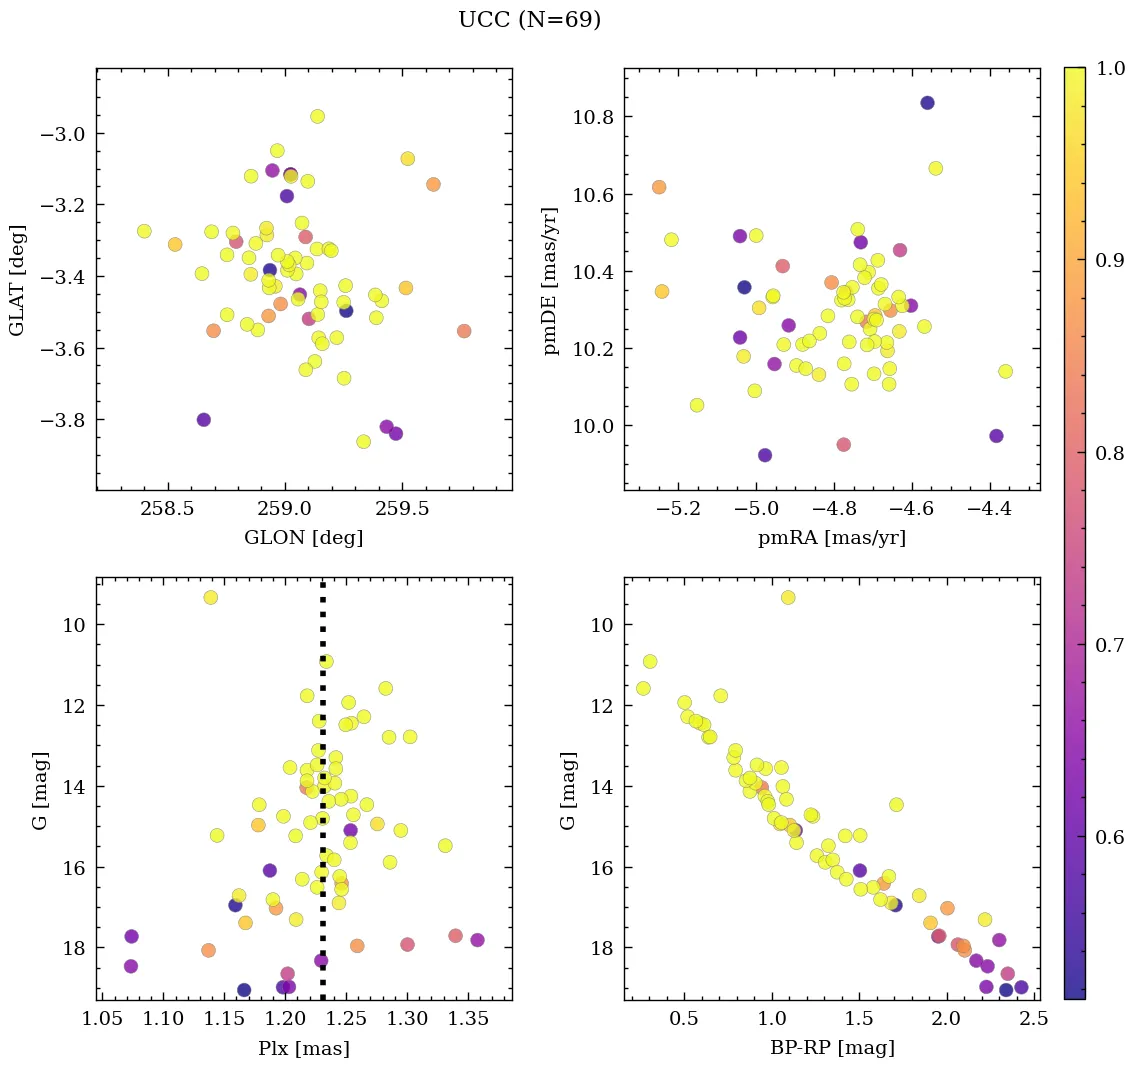 UCC (N=69)
−3.0
−3.2
−3.4
−3.6
−3.8
GLAT [deg]
258.5 259.0 259.5
GLON [deg]
10.8
10.6
10.4
10.2
10.0
pmDE [mas/yr]
−5.2 −5.0 −4.8 −4.6 −4.4
pmRA [mas/yr]
10
12
14
16
18
G [mag]
1.05 1.10 1.15 1.20 1.25 1.30 1.35
Plx [mas]
10
12
14
16
18
G [mag]
0.5 1.0 1.5 2.0 2.5
BP-RP [mag]
1.0
0.9
0.8
0.7
0.6